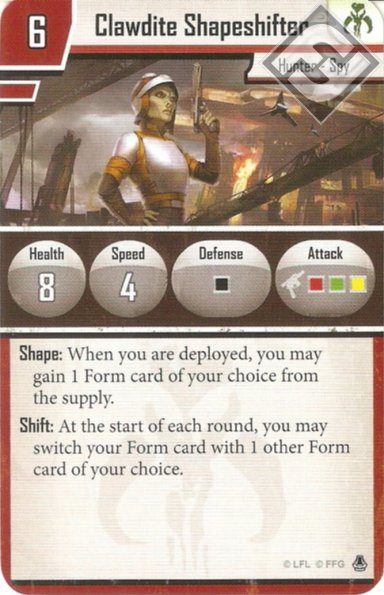 6
Clawdite Shapeshifter
Hunter - Spy
Health
Speed
Defense
Attack
8
4
Shape: When you are deployed, you may
gain 1 Form card of your choice from
the supply.
Shift: At the start of each round, you may
switch your Form card with 1 other Form
card of your choice.
© LFL © FFG